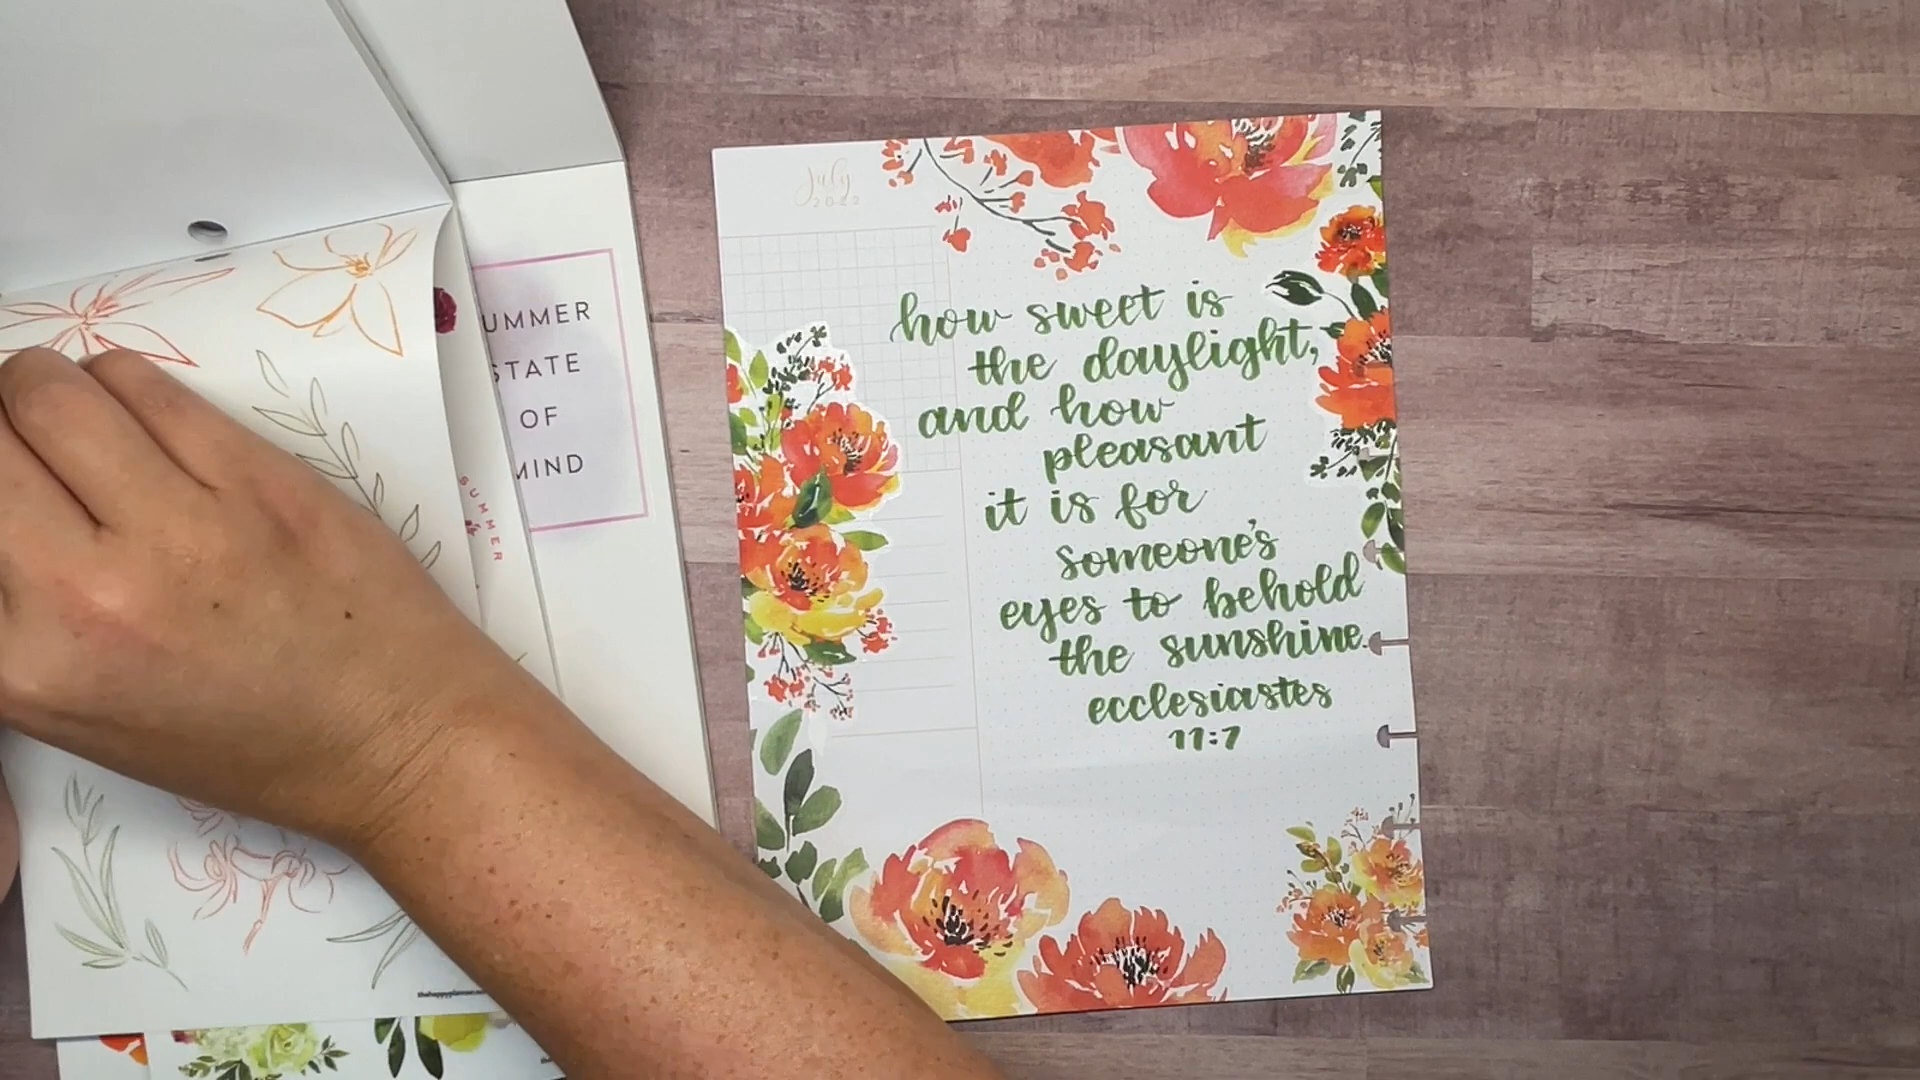 UMMER
STATE
OF
MIND
SUMMER
July
2022
how sweet is
the daylight,
and how
pleasant
it is for
someone's
eyes to behold
the sunshine.
ecclesiastes
11:7